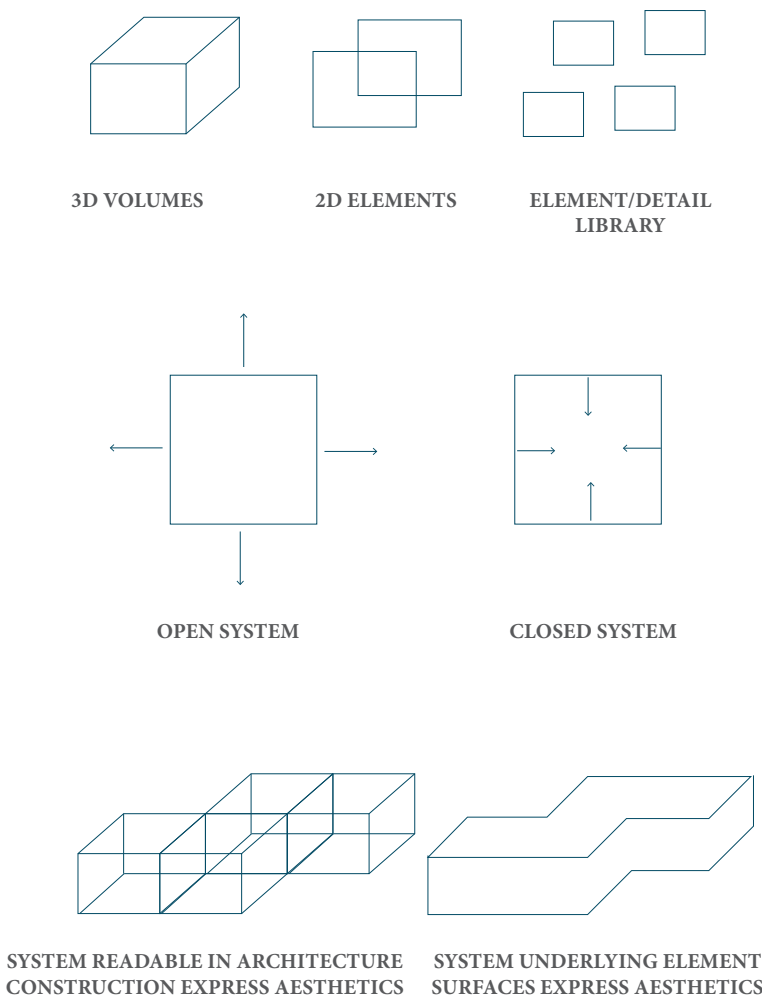 3D VOLUMES
2D ELEMENTS
ELEMENT/DETAIL
LIBRARY
OPEN SYSTEM
CLOSED SYSTEM
SYSTEM READABLE IN ARCHITECTURE
CONSTRUCTION EXPRESS AESTHETICS
SYSTEM UNDERLYING ELEMENT
SURFACES EXPRESS AESTHETICS